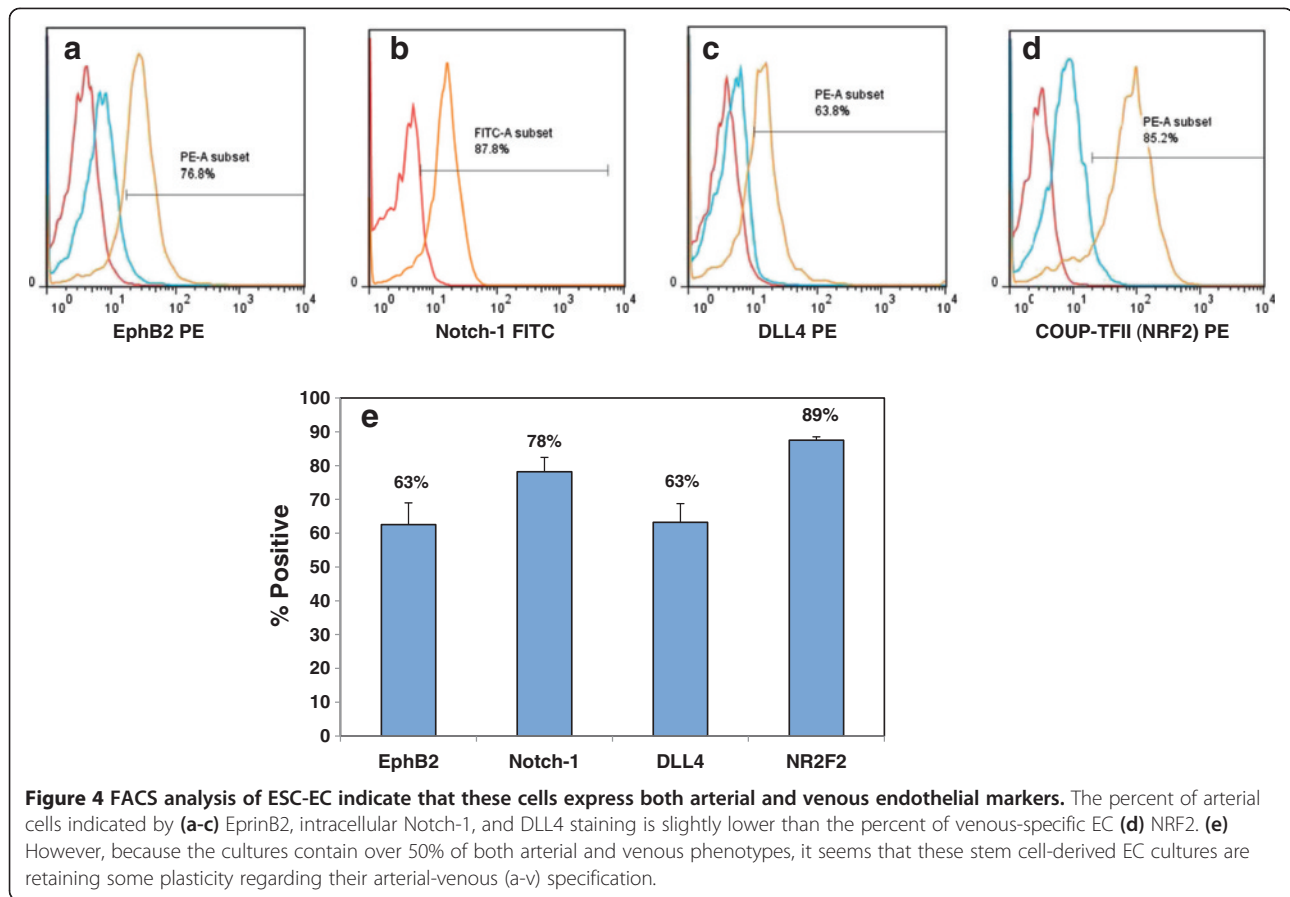 a
b
c
d
PE-A subset
76.8%
FITC-A subset
87.8%
PE-A subset
63.8%
PE-A subset
85.2%
0
0
0
0
10^0 10^1 10^2 10^3 10^4
10^0 10^1 10^2 10^3 10^4
10^0 10^1 10^2 10^3 10^4
10^1 10^2 10^3 10^4
EphB2 PE
Notch-1 FITC
DLL4 PE
COUP-TFII (NRF2) PE
e
% Positive
100
90
80
70
60
50
40
30
20
10
0
63%
78%
63%
89%
EphB2
Notch-1
DLL4
NR2F2
Figure 4 FACS analysis of ESC-EC indicate that these cells express both arterial and venous endothelial markers. The percent of arterial
cells indicated by (a-c) EprinB2, intracellular Notch-1, and DLL4 staining is slightly lower than the percent of venous-specific EC (d) NRF2. (e)
However, because the cultures contain over 50% of both arterial and venous phenotypes, it seems that these stem cell-derived EC cultures are
retaining some plasticity regarding their arterial-venous (a-v) specification.